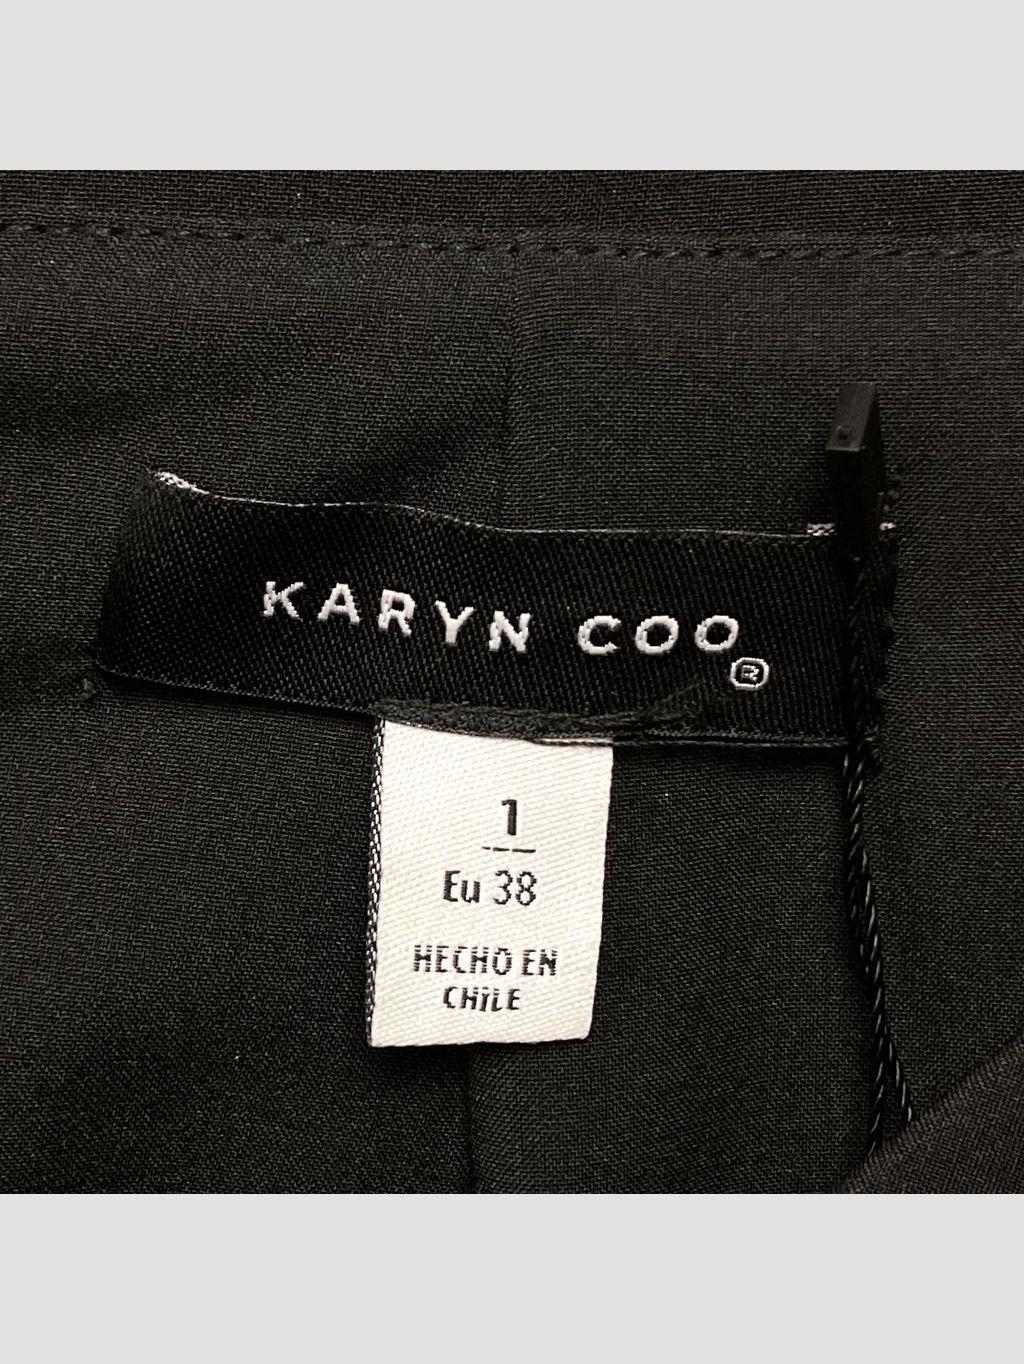 KARYN COO
®
1
Eu 38
HECHO EN
CHILE